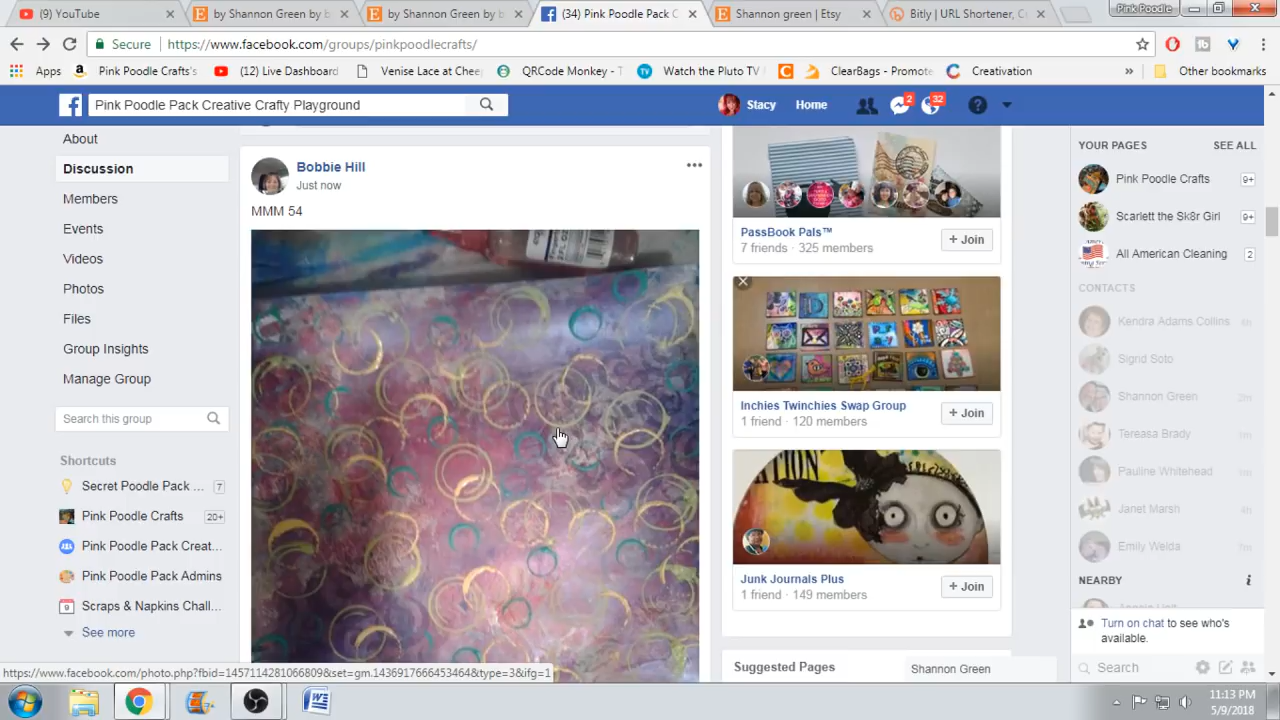 (9) YouTube
by Shannon Green by
by Shannon Green by b
(34) Pink Poodle Pack C
Shannon green | Etsy
Bitly | URL Shortener, C
Pink Poodle
Secure
https://www.facebook.com/groups/pinkpoodlecrafts/
Apps
Pink Poodle Crafts's
(12) Live Dashboard
Venise Lace at Chee
QRCode Monkey - T
Watch the Pluto TV
ClearBags - Promote
Creativation
»
Other bookmarks
Pink Poodle Pack Creative Crafty Playground
Stacy
Home
2
32
About
Discussion
Members
Events
Videos
Photos
Files
Group Insights
Manage Group
Search this group
Shortcuts
Secret Poodle Pack ...
7
Pink Poodle Crafts
20+
Pink Poodle Pack Creat...
Pink Poodle Pack Admins
Scraps & Napkins Chall...
9
See more
Bobbie Hill
Just now
MMM 54
PassBook Pals™
7 friends · 325 members
+ Join
Inchies Twinchies Swap Group
1 friend · 120 members
+ Join
Junk Journals Plus
1 friend · 149 members
+ Join
Suggested Pages
Shannon Green
YOUR PAGES
SEE ALL
Pink Poodle Crafts
9+
Scarlett the Sk8r Girl
9+
All American Cleaning
2
CONTACTS
Kendra Adams Collins
6h
Sigrid Soto
Shannon Green
2m
Tereasa Brady
Pauline Whitehead
Janet Marsh
Emily Welda
7m
NEARBY
Turn on chat to see who's
available.
Search
https://www.facebook.com/photo.php?fbid=1457114281066809&set=gm.1436917666453464&type=3&ifg=1
11:13 PM
5/9/2018